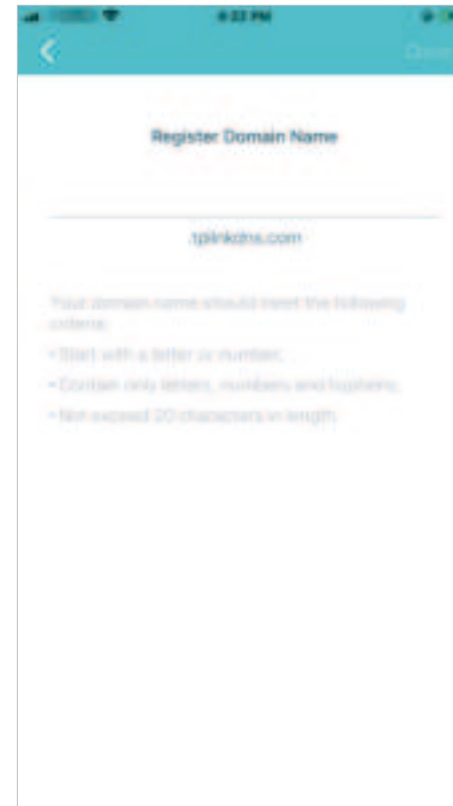 Register Domain Name
.tplinkdns.com
Your domain name should meet the following
criteria:
• Start with a letter or number;
• Contain only letters, numbers and hyphens;
• Not exceed 20 characters in length.